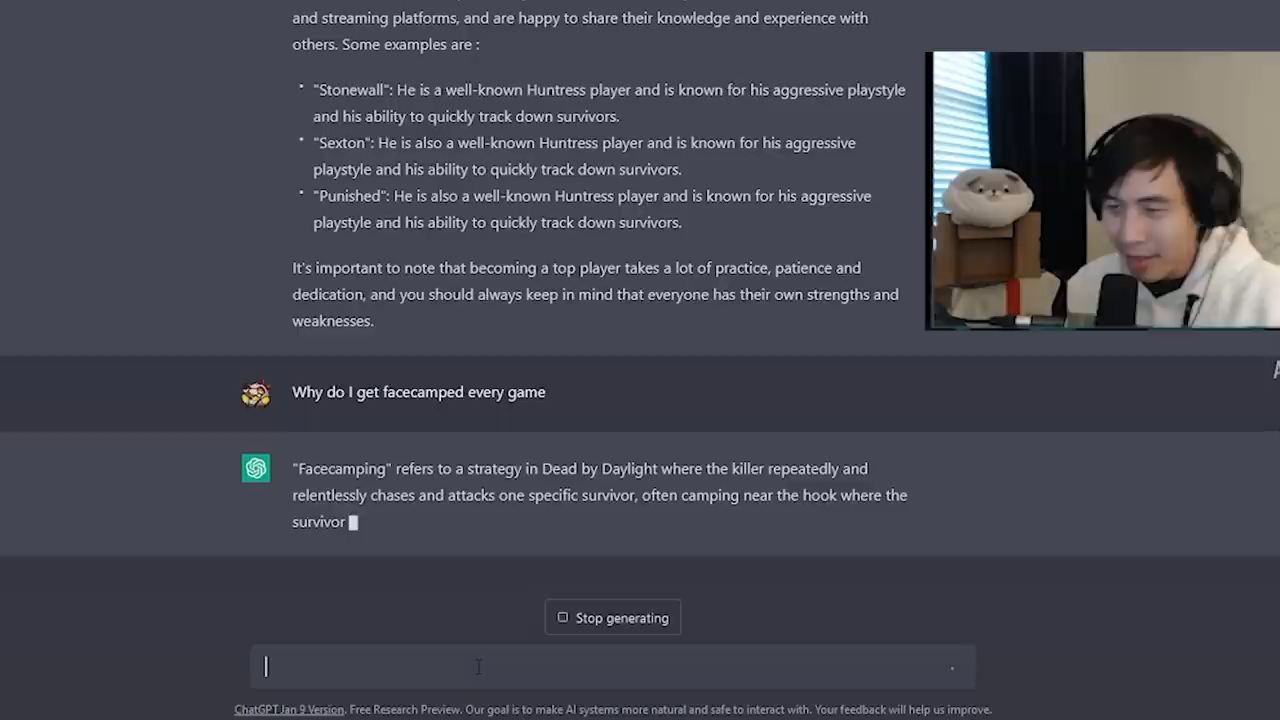 and streaming platforms, and are happy to share their knowledge and experience with
others. Some examples are :
• "Stonewall": He is a well-known Huntress player and is known for his aggressive playstyle
and his ability to quickly track down survivors.
• "Sexton": He is also a well-known Huntress player and is known for his aggressive
playstyle and his ability to quickly track down survivors.
• "Punished": He is also a well-known Huntress player and is known for his aggressive
playstyle and his ability to quickly track down survivors.
It's important to note that becoming a top player takes a lot of practice, patience and
dedication, and you should always keep in mind that everyone has their own strengths and
weaknesses.
Why do I get facecamped every game
"Facecamping" refers to a strategy in Dead by Daylight where the killer repeatedly and
relentlessly chases and attacks one specific survivor, often camping near the hook where the
survivor
Stop generating
ChatGPT Jan 9 Version. Free Research Preview. Our goal is to make AI systems more natural and safe to interact with. Your feedback will help us improve.